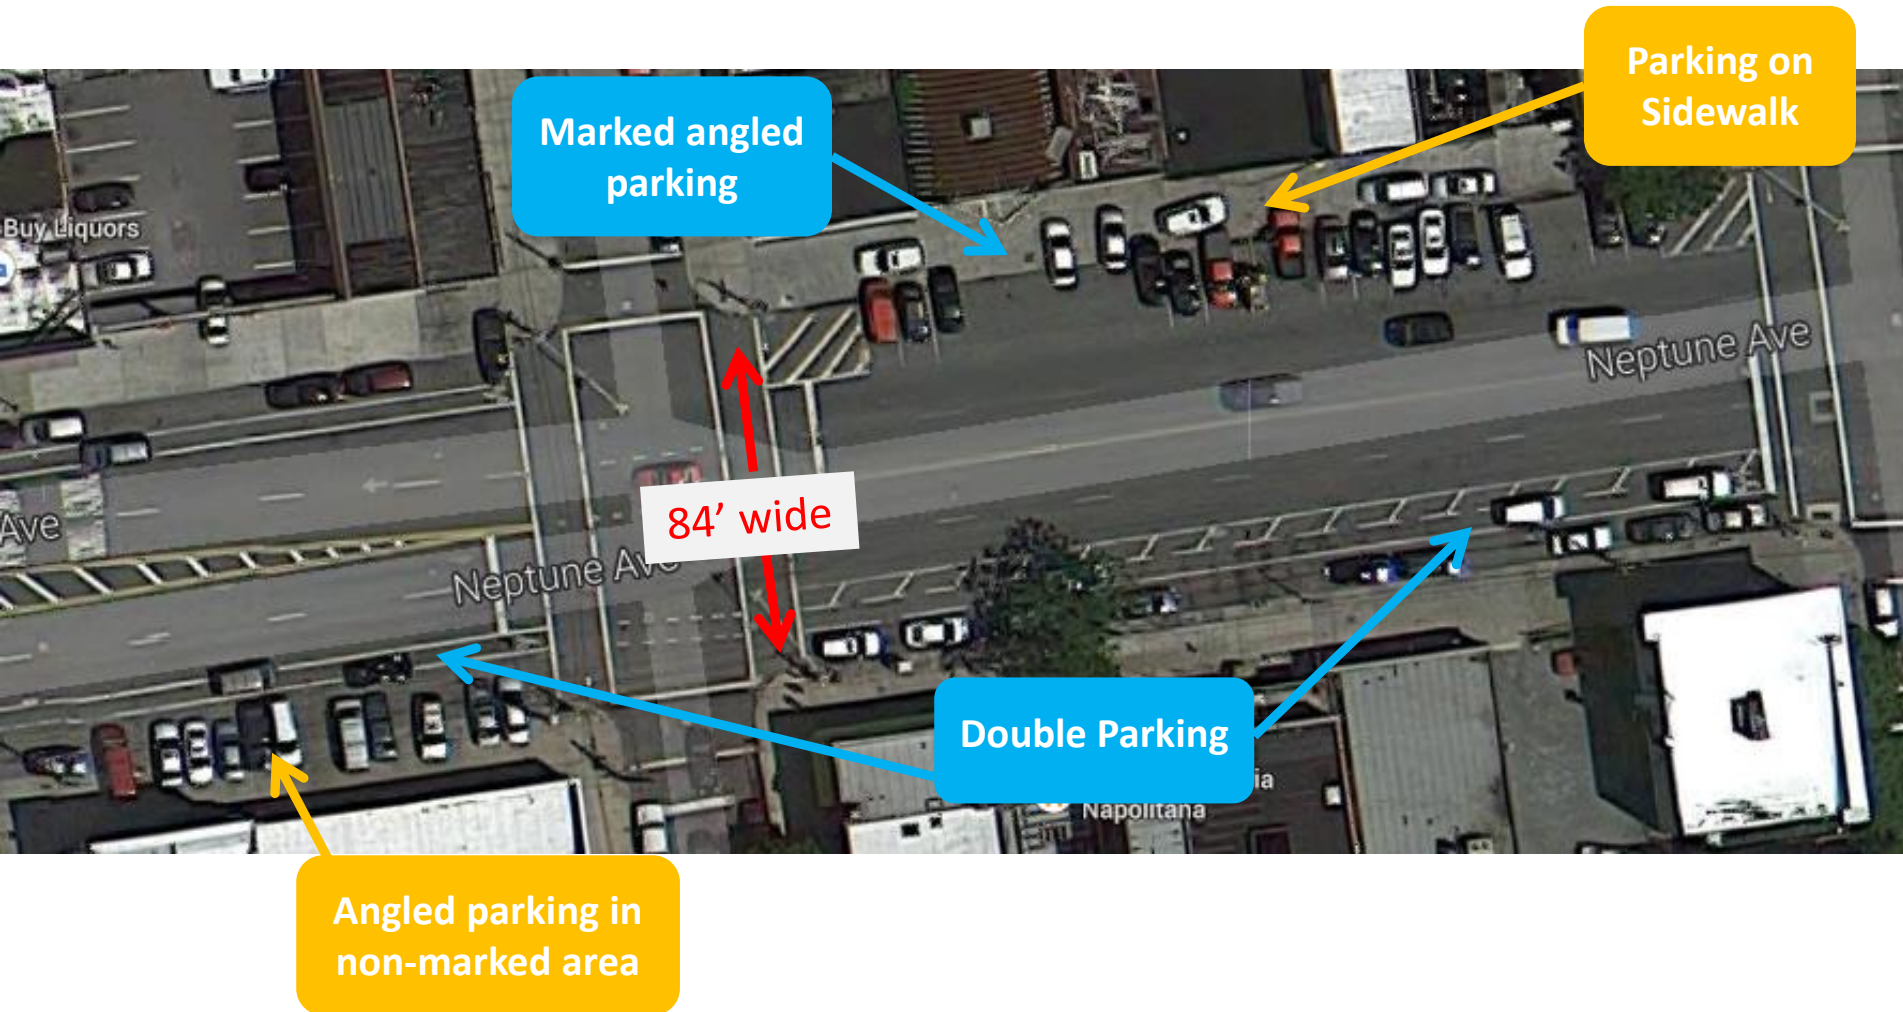 Parking on
Sidewalk
Marked angled
parking
Buy Liquors
Neptune Ave
84’ wide
Ave
Neptune Ave
Double Parking
ia
Napolitana
Angled parking in
non-marked area